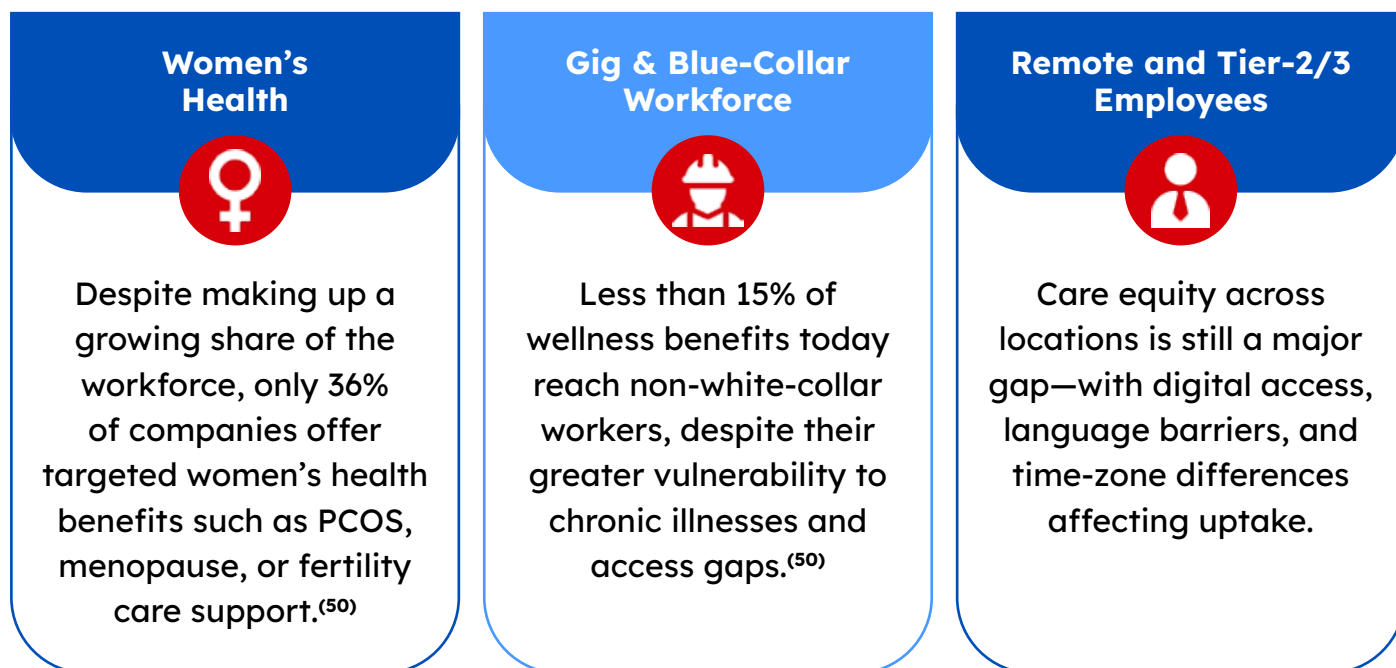 Women’s
Health
Despite making up a
growing share of the
workforce, only 36%
of companies offer
targeted women’s health
benefits such as PCOS,
menopause, or fertility
care support.(50)
Gig & Blue-Collar
Workforce
Less than 15% of
wellness benefits today
reach non-white-collar
workers, despite their
greater vulnerability to
chronic illnesses and
access gaps.(50)
Remote and Tier-2/3
Employees
Care equity across
locations is still a major
gap—with digital access,
language barriers, and
time-zone differences
affecting uptake.